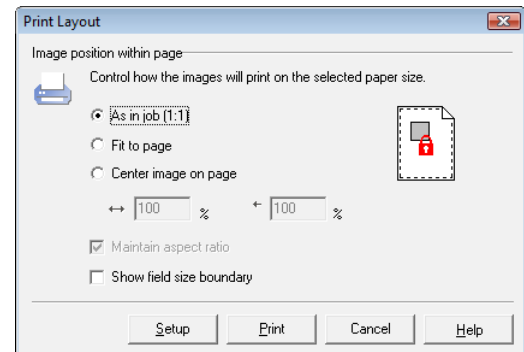 Print Layout
Image position within page
Control how the images will print on the selected paper size.
As in job (1:1)
Fit to page
Center image on page
100 % 100 %
Maintain aspect ratio
Show field size boundary
Setup Print Cancel Help